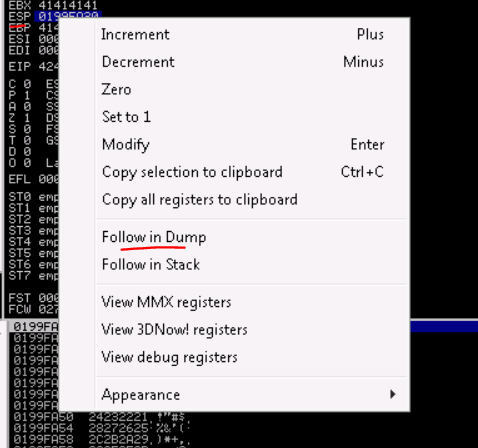 EBX 41414141
ESP 0199FA30
EBP 414
ESI 000
EDI 000
EIP 424
C 0 ES
P 1 CS
A 0 SS
Z 1 DS
S 0 FS
T 0 GS
D 0
O 0 La
EFL 000
ST0 emp
ST1 emp
ST2 emp
ST3 emp
ST4 emp
ST5 emp
ST6 emp
ST7 emp
FST 000
FCW 027
Increment Plus
Decrement Minus
Zero
Set to 1
Modify Enter
Copy selection to clipboard Ctrl+C
Copy all registers to clipboard
Follow in Dump
Follow in Stack
View MMX registers
View 3DNow! registers
View debug registers
Appearance
0199FA
0199FA
0199FA
0199FA
0199FA
0199FA
0199FA
0199FA50 24232221 !"#$
0199FA54 28272625 %&'(
0199FA58 2C2B2A29 )*+,